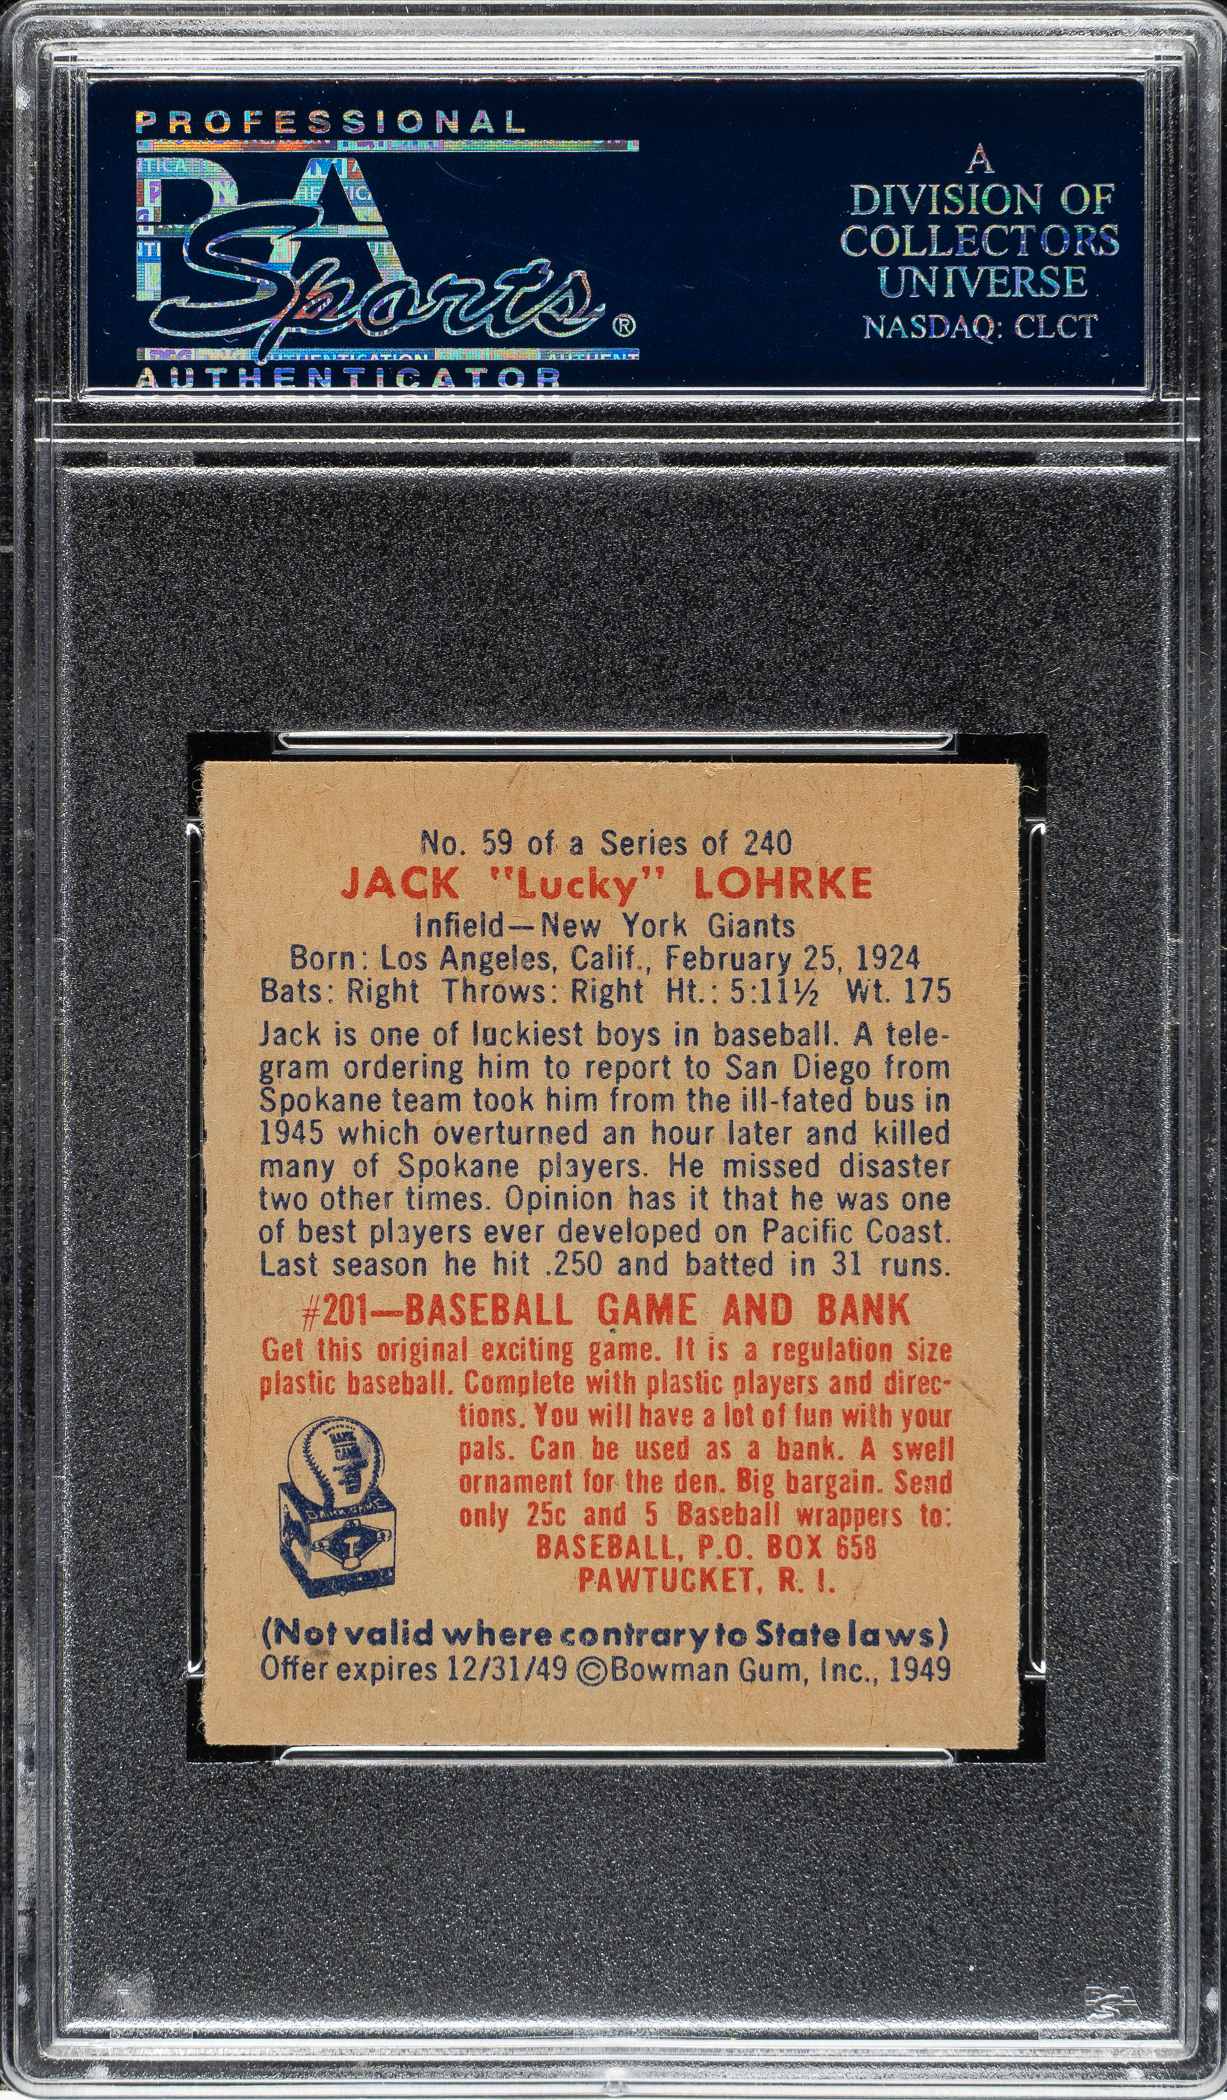 PROFESSIONAL
PSA
Sports®
AUTHENTICATOR
A
DIVISION OF
COLLECTORS
UNIVERSE
NASDAQ: CLCT
No. 59 of a Series of 240
JACK "Lucky" LOHRKE
Infield—New York Giants
Born: Los Angeles, Calif., February 25, 1924
Bats: Right Throws: Right Ht.: 5:11½ Wt. 175
Jack is one of luckiest boys in baseball. A tele-
gram ordering him to report to San Diego from
Spokane team took him from the ill-fated bus in
1945 which overturned an hour later and killed
many of Spokane players. He missed disaster
two other times. Opinion has it that he was one
of best players ever developed on Pacific Coast.
Last season he hit .250 and batted in 31 runs.
#201—BASEBALL GAME AND BANK
Get this original exciting game. It is a regulation size
plastic baseball. Complete with plastic players and direc-
tions. You will have a lot of fun with your
pals. Can be used as a bank. A swell
ornament for the den. Big bargain. Send
only 25c and 5 Baseball wrappers to:
BASEBALL, P.O. BOX 658
PAWTUCKET, R. I.
(Not valid where contrary to State laws)
Offer expires 12/31/49 ©Bowman Gum, Inc., 1949